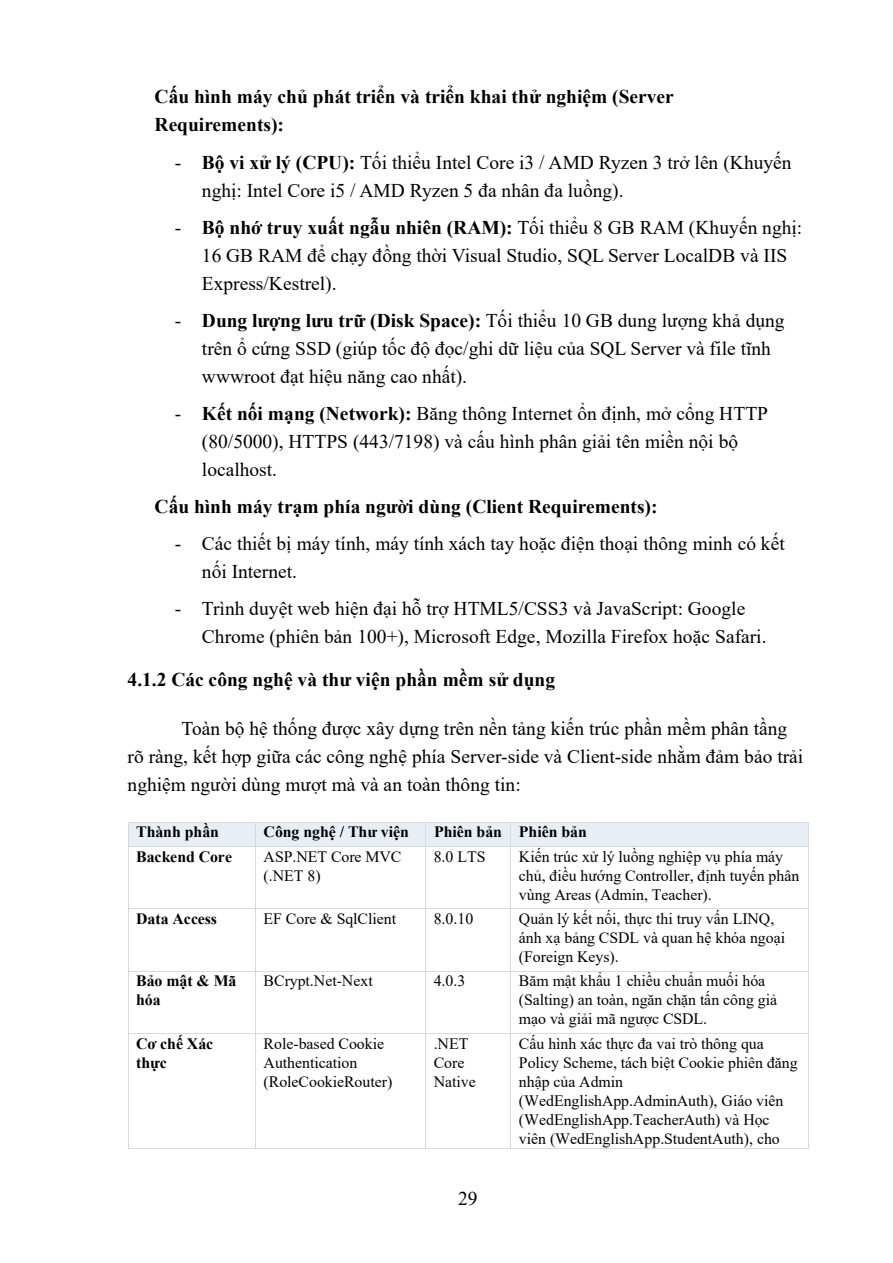 Cấu hình máy chủ phát triển và triển khai thử nghiệm (Server
Requirements):
- Bộ vi xử lý (CPU): Tối thiểu Intel Core i3 / AMD Ryzen 3 trở lên (Khuyến
nghị: Intel Core i5 / AMD Ryzen 5 đa nhân đa luồng).
- Bộ nhớ truy xuất ngẫu nhiên (RAM): Tối thiểu 8 GB RAM (Khuyến nghị:
16 GB RAM để chạy đồng thời Visual Studio, SQL Server LocalDB và IIS
Express/Kestrel).
- Dung lượng lưu trữ (Disk Space): Tối thiểu 10 GB dung lượng khả dụng
trên ổ cứng SSD (giúp tốc độ đọc/ghi dữ liệu của SQL Server và file tĩnh
wwwroot đạt hiệu năng cao nhất).
- Kết nối mạng (Network): Băng thông Internet ổn định, mở cổng HTTP
(80/5000), HTTPS (443/7198) và cấu hình phân giải tên miền nội bộ
localhost.
Cấu hình máy trạm phía người dùng (Client Requirements):
- Các thiết bị máy tính, máy tính xách tay hoặc điện thoại thông minh có kết
nối Internet.
- Trình duyệt web hiện đại hỗ trợ HTML5/CSS3 và JavaScript: Google
Chrome (phiên bản 100+), Microsoft Edge, Mozilla Firefox hoặc Safari.
4.1.2 Các công nghệ và thư viện phần mềm sử dụng
Toàn bộ hệ thống được xây dựng trên nền tảng kiến trúc phần mềm phân tầng
rõ ràng, kết hợp giữa các công nghệ phía Server-side và Client-side nhằm đảm bảo trải
nghiệm người dùng mượt mà và an toàn thông tin:
Thành phần Công nghệ / Thư viện Phiên bản Phiên bản
Backend Core ASP.NET Core MVC 8.0 LTS Kiến trúc xử lý luồng nghiệp vụ phía máy
(.NET 8) chủ, điều hướng Controller, định tuyến phân
vùng Areas (Admin, Teacher).
Data Access EF Core & SqlClient 8.0.10 Quản lý kết nối, thực thi truy vấn LINQ,
ánh xạ bảng CSDL và quan hệ khóa ngoại
(Foreign Keys).
Bảo mật & Mã BCrypt.Net-Next 4.0.3 Băm mật khẩu 1 chiều chuẩn muối hóa
hóa (Salting) an toàn, ngăn chặn tấn công giả
mạo và giải mã ngược CSDL.
Cơ chế Xác Role-based Cookie .NET Cấu hình xác thực đa vai trò thông qua
thực Authentication Core Policy Scheme, tách biệt Cookie phiên đăng
(RoleCookieRouter) Native nhập của Admin
(WedEnglishApp.AdminAuth), Giáo viên
(WedEnglishApp.TeacherAuth) và Học
viên (WedEnglishApp.StudentAuth), cho
29